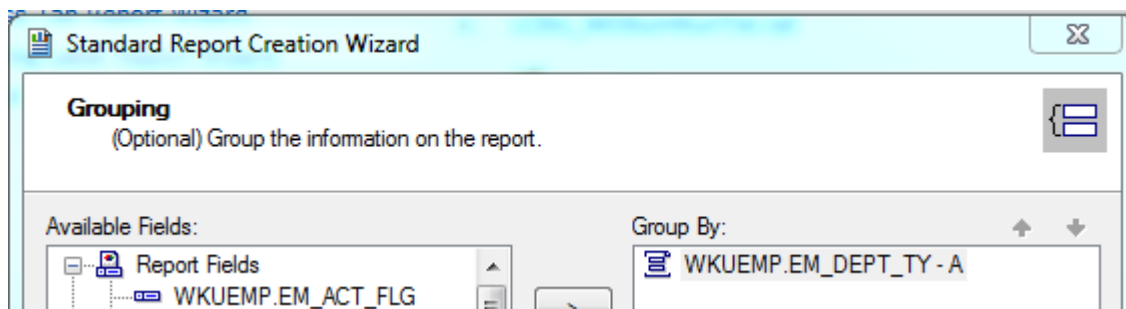 Standard Report Creation Wizard
Grouping
(Optional) Group the information on the report.
Available Fields:
Group By:
Report Fields
WKUEMP.EM_DEPT_TY - A
WKUEMP.EM_ACT_FLG